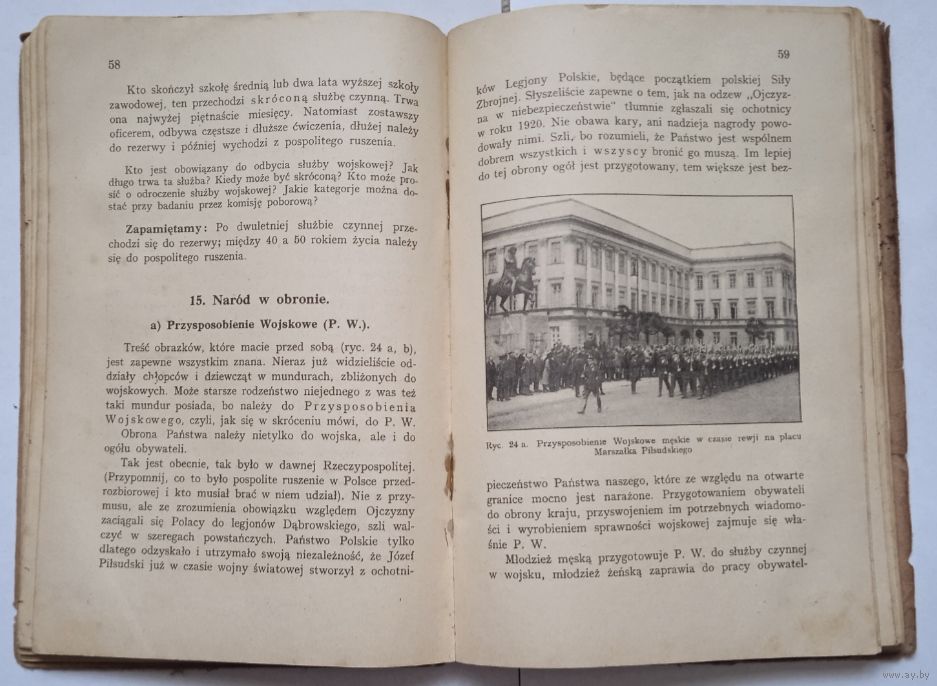 58
Kto skończył szkołę średnią lub dwa lata wyższej szkoły
zawodowej, ten przechodzi skróconą służbę czynną. Trwa
ona najwyżej piętnaście miesięcy. Natomiast zostawszy
oficerem, odbywa częstsze i dłuższe ćwiczenia, dłużej należy
do rezerwy i później wychodzi z pospolitego ruszenia.
Kto jest obowiązany do odbycia służby wojskowej? Jak
długo trwa ta służba? Kiedy może być skróconą? Kto może pro-
sić o odroczenie służby wojskowej? Jakie kategorje można do-
stać przy badaniu przez komisję poborową?
Zapamiętamy: Po dwuletniej służbie czynnej prze-
chodzi się do rezerwy; między 40 a 50 rokiem życia należy
się do pospolitego ruszenia.
15. Naród w obronie.
a) Przysposobienie Wojskowe (P. W.).
Treść obrazków, które macie przed sobą (ryc. 24 a, b),
jest zapewne wszystkim znana. Nieraz już widzieliście od-
działy chłopców i dziewcząt w mundurach, zbliżonych do
wojskowych. Może starsze rodzeństwo niejednego z was też
taki mundur posiada, bo należy do Przysposobienia
Wojskowego, czyli, jak się w skróceniu mówi, do P. W.
Obrona Państwa należy nietylko do wojska, ale i do
ogółu obywateli.
Tak jest obecnie, tak było w dawnej Rzeczypospolitej.
(Przypomnij, co to było pospolite ruszenie w Polsce przed-
rozbiorowej i kto musiał brać w niem udział). Nie z przy-
musu, ale ze zrozumienia obowiązku względem Ojczyzny
zaciągali się Polacy do legjonów Dąbrowskiego, szli wal-
czyć w szeregach powstańczych. Państwo Polskie tylko
dlatego odzyskało i utrzymało swoją niezależność, że Józef
Piłsudski już w czasie wojny światowej stworzył z ochotni-
59
ków Legjony Polskie, będące początkiem polskiej Siły
Zbrojnej. Słyszeliście zapewne o tem, jak na odzew „Ojczyz-
na w niebezpieczeństwie" tłumnie zgłaszali się ochotnicy
w roku 1920. Nie obawa kary, ani nadzieja nagrody powo-
dowały nimi. Szli, bo rozumieli, że Państwo jest wspólnem
dobrem wszystkich i wszyscy bronić go muszą. Im lepiej
do tej obrony ogół jest przygotowany, tem większe jest bez-
Ryc. 24 a. Przysposobienie Wojskowe męskie w czasie rewji na placu
Marszałka Piłsudskiego
pieczeństwo Państwa naszego, które ze względu na otwarte
granice mocno jest narażone. Przygotowaniem obywateli
do obrony kraju, przyswojeniem im potrzebnych wiadomo-
ści i wyrobieniem sprawności wojskowej zajmuje się wła-
śnie P. W.
Młodzież męską przygotowuje P. W. do służby czynnej
w wojsku, młodzież żeńską zaprawia do pracy obywatel-
www.ay.by